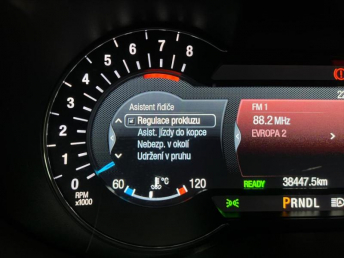 8
7
6
5
4
3
2
1
0
RPM
x1000
Asistent řidiče
Regulace prokluzu
Asist. jízdy do kopce
Nebezp. v okolí
Udržení v pruhu
60
°C
120
FM 1
88.2 MHz
EVROPA 2
READY
38447.5km
PRNDL